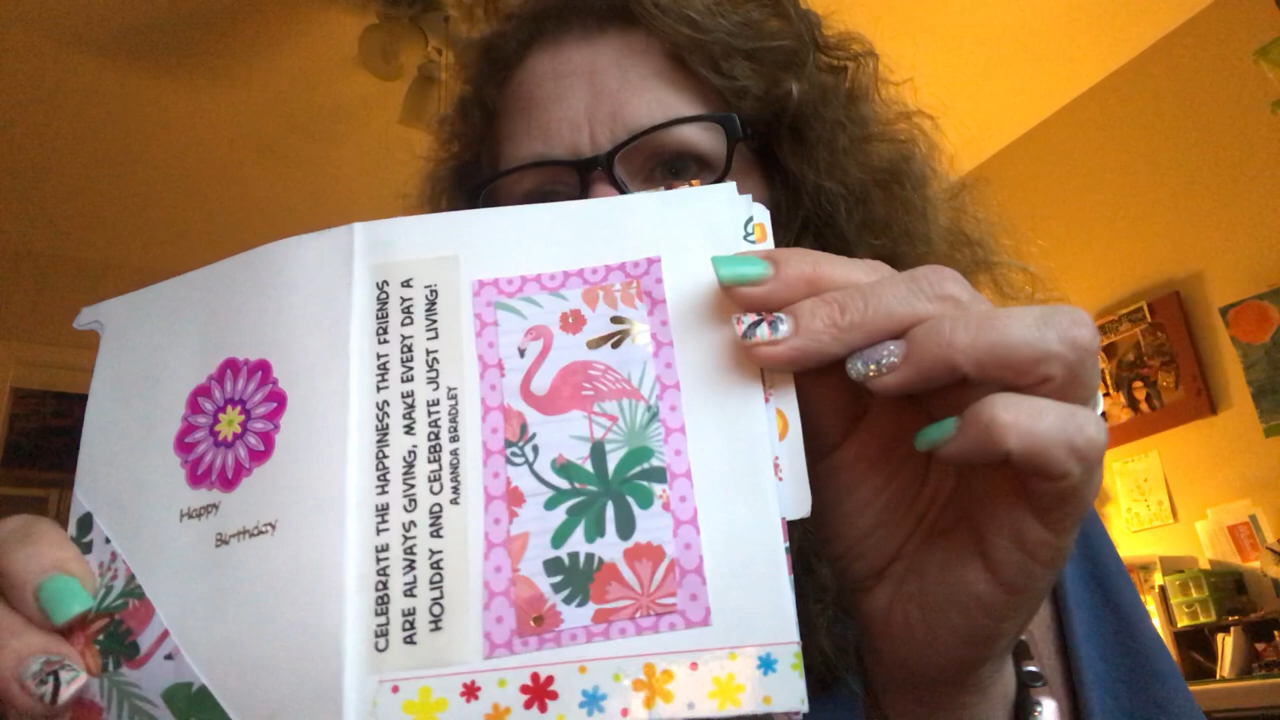 Happy
Birthday
CELEBRATE THE HAPPINESS THAT FRIENDS
ARE ALWAYS GIVING, MAKE EVERY DAY A
HOLIDAY AND CELEBRATE JUST LIVING!
AMANDA BRADLEY